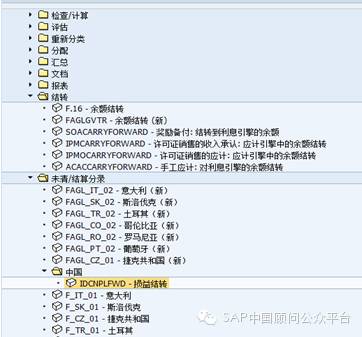 检查/计算
评估
重新分类
分配
汇总
文档
报表
结转
F.16 - 余额结转
FAGLGVTR - 余额结转（新）
SOACARRYFORWARD - 奖励备付: 结转到利息引擎的余额
IPMCARRYFORWARD - 许可证销售的收入承认: 应计引擎中的余额结转
IPMOCARRYFORWARD - 许可证销售的应计: 应计引擎中的余额结转
ACACCARRYFORWARD - 手工应计: 对利息引擎的余额结转
未清/结算分录
FAGL_IT_02 - 意大利（新）
FAGL_SK_02 - 斯洛伐克（新）
FAGL_TR_02 - 土耳其（新）
FAGL_CO_02 - 哥伦比亚（新）
FAGL_RO_02 - 罗马尼亚（新）
FAGL_PT_02 - 葡萄牙（新）
FAGL_CZ_01 - 捷克共和国（新）
中国
IDCNPLFWD - 损益结转
F_IT_01 - 意大利
F_SK_01 - 斯洛伐克
F_CZ_01 - 捷克共和国
F_TR_01 - 土耳其
SAP中国顾问公众平台